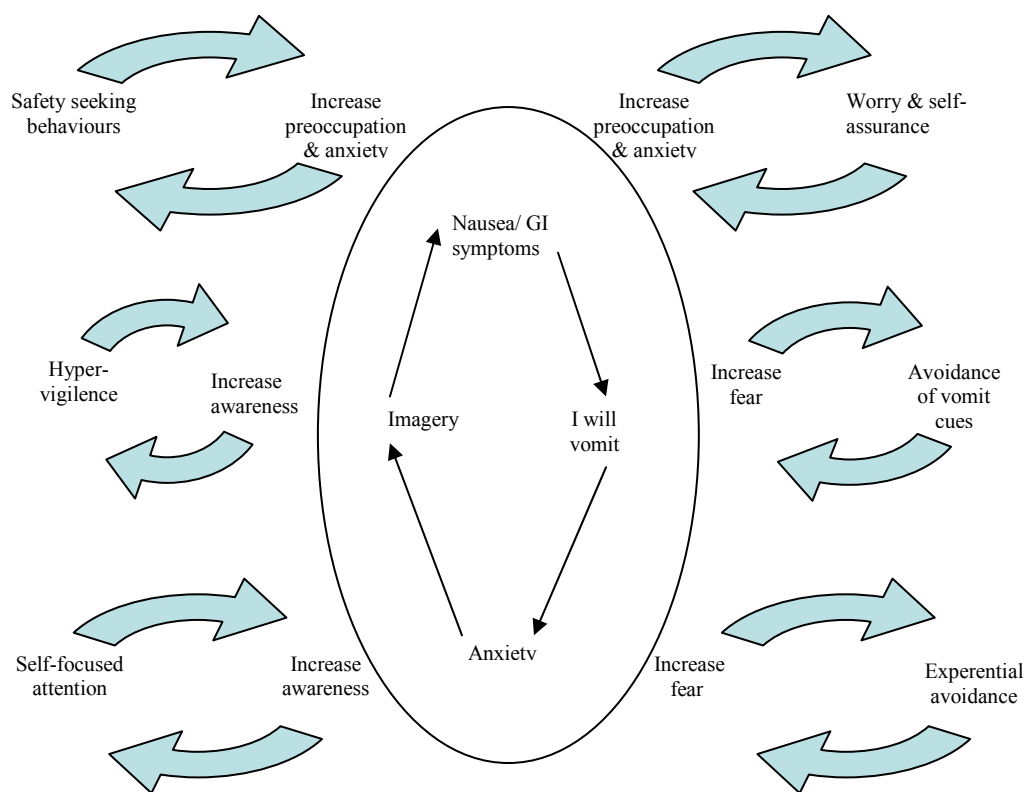 Safety seeking
behaviours
Increase
preoccupation
& anxiety
Increase
preoccupation
& anxiety
Worry & self-
assurance
Nausea/ GI
symptoms
Hyper-
vigilence
Increase
awareness
Imagery
I will
vomit
Increase
fear
Avoidance
of vomit
cues
Self-focused
attention
Increase
awareness
Anxiety
Increase
fear
Experential
avoidance